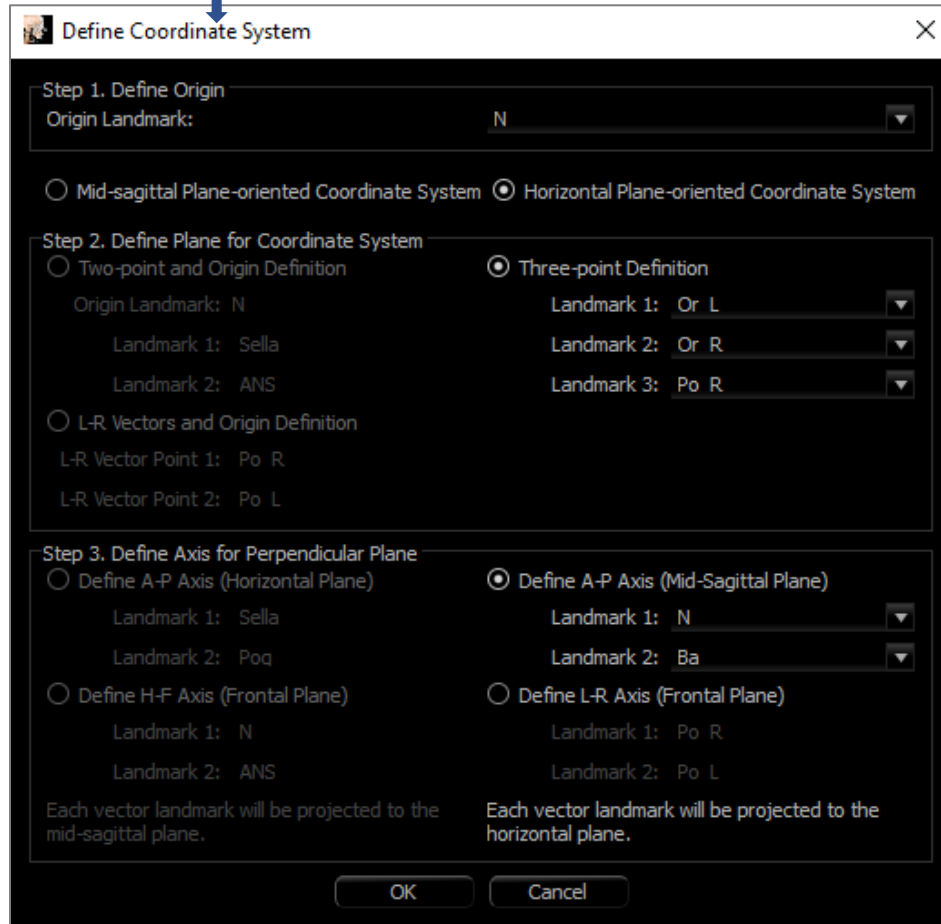 Define Coordinate System
Step 1. Define Origin
Origin Landmark: N
Mid-sagittal Plane-oriented Coordinate System Horizontal Plane-oriented Coordinate System
Step 2. Define Plane for Coordinate System
Two-point and Origin Definition Three-point Definition
Origin Landmark: N Landmark 1: Or L
Landmark 1: Sella Landmark 2: Or R
Landmark 2: ANS Landmark 3: Po R
L-R Vectors and Origin Definition
L-R Vector Point 1: Po R
L-R Vector Point 2: Po L
Step 3. Define Axis for Perpendicular Plane
Define A-P Axis (Horizontal Plane) Define A-P Axis (Mid-Sagittal Plane)
Landmark 1: Sella Landmark 1: N
Landmark 2: Pog Landmark 2: Ba
Define H-F Axis (Frontal Plane) Define L-R Axis (Frontal Plane)
Landmark 1: N Landmark 1: Po R
Landmark 2: ANS Landmark 2: Po L
Each vector landmark will be projected to the Each vector landmark will be projected to the
mid-sagittal plane. horizontal plane.
OK Cancel